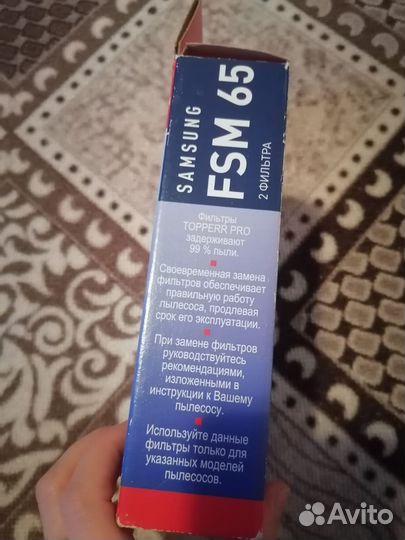 SAMSUNG
FSM 65
2 ФИЛЬТРА
Фильтры
TOPPERR PRO
задерживают
99 % пыли.
Своевременная замена
фильтров обеспечивает
правильную работу
пылесоса, продлевая
срок его эксплуатации.
При замене фильтров
руководствуйтесь
рекомендациями,
изложенными в
инструкции к Вашему
пылесосу.
Используйте данные
фильтры только для
указанных моделей
пылесосов.
Avito